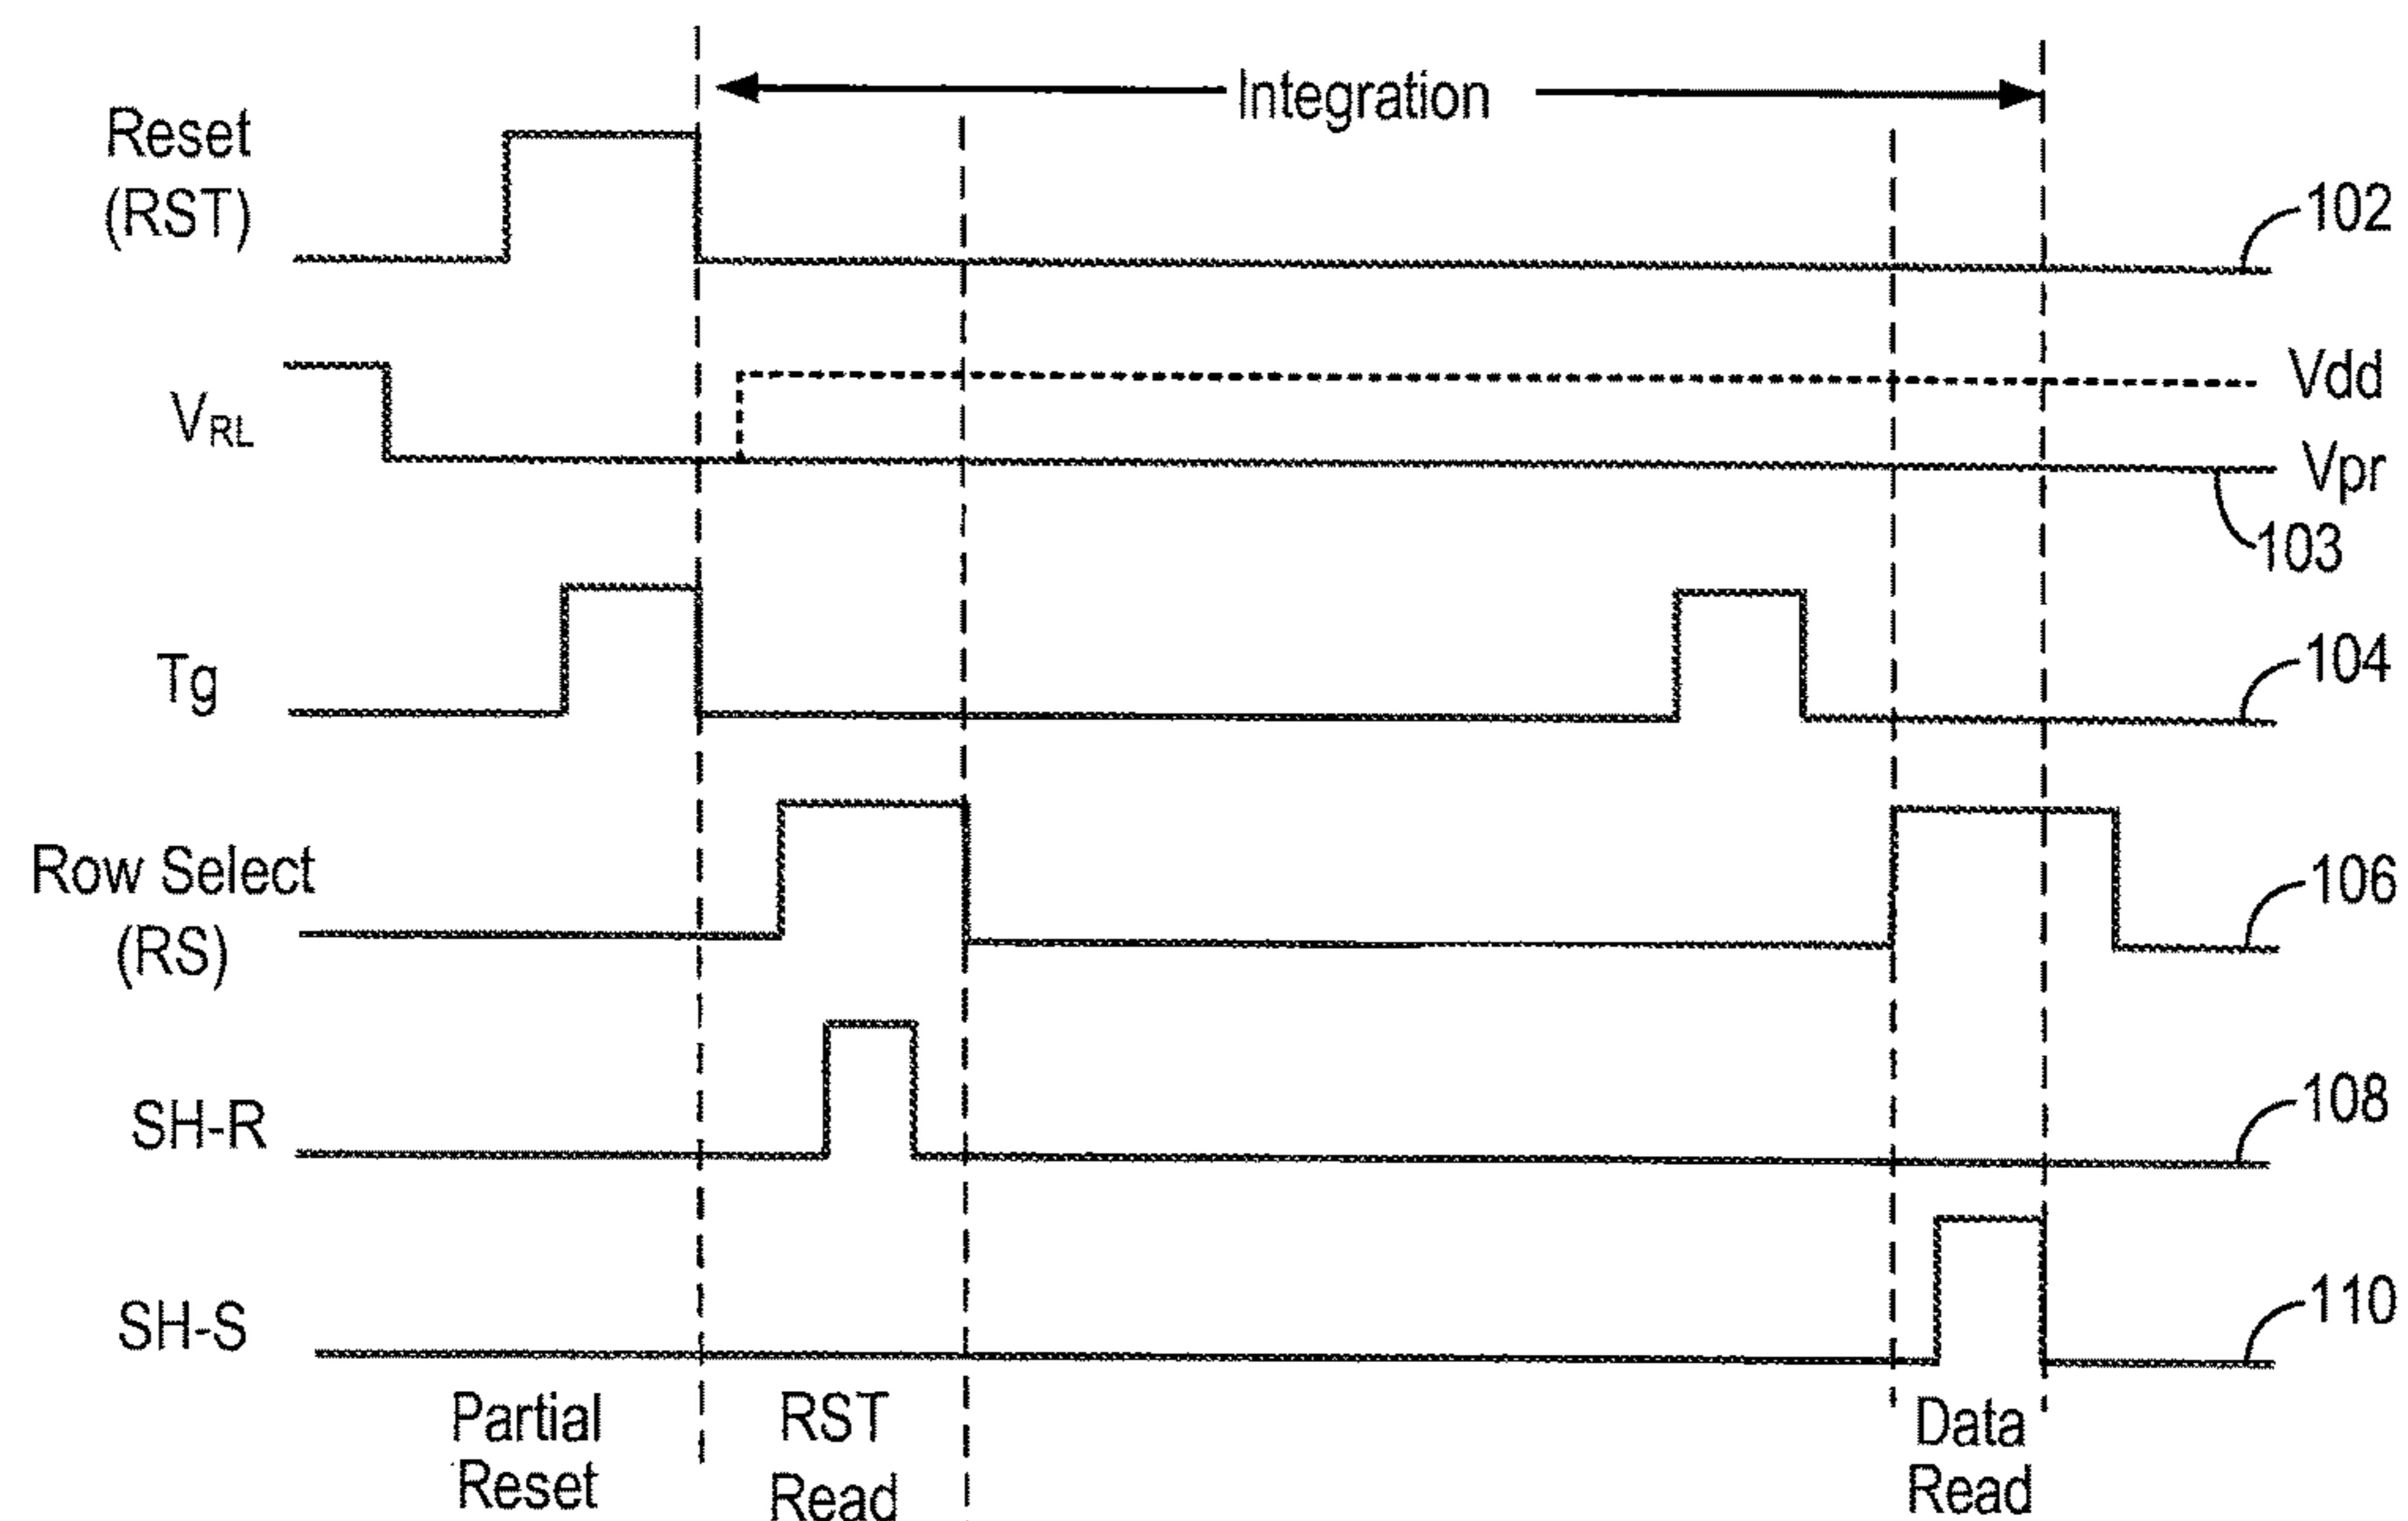 Integration
Reset
(RST)
102
V_RL
Vdd
Vpr
103
Tg
104
Row Select
(RS)
106
SH-R
108
SH-S
110
Partial
Reset
RST
Read
Data
Read